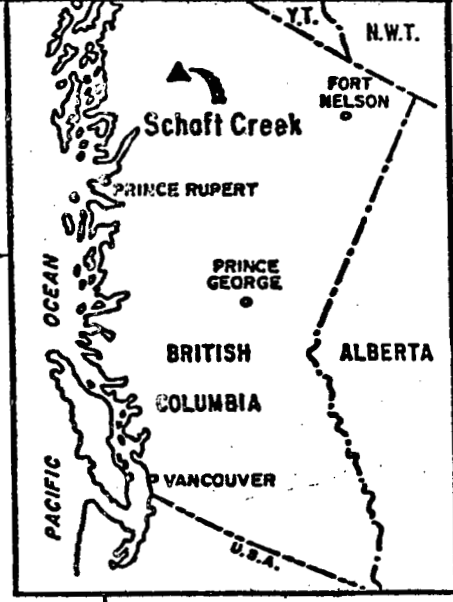 Y.T.
N.W.T.
FORT
NELSON
Schaft Creek
PRINCE RUPERT
PRINCE
GEORGE
OCEAN
BRITISH
ALBERTA
COLUMBIA
PACIFIC
VANCOUVER
U.S.A.